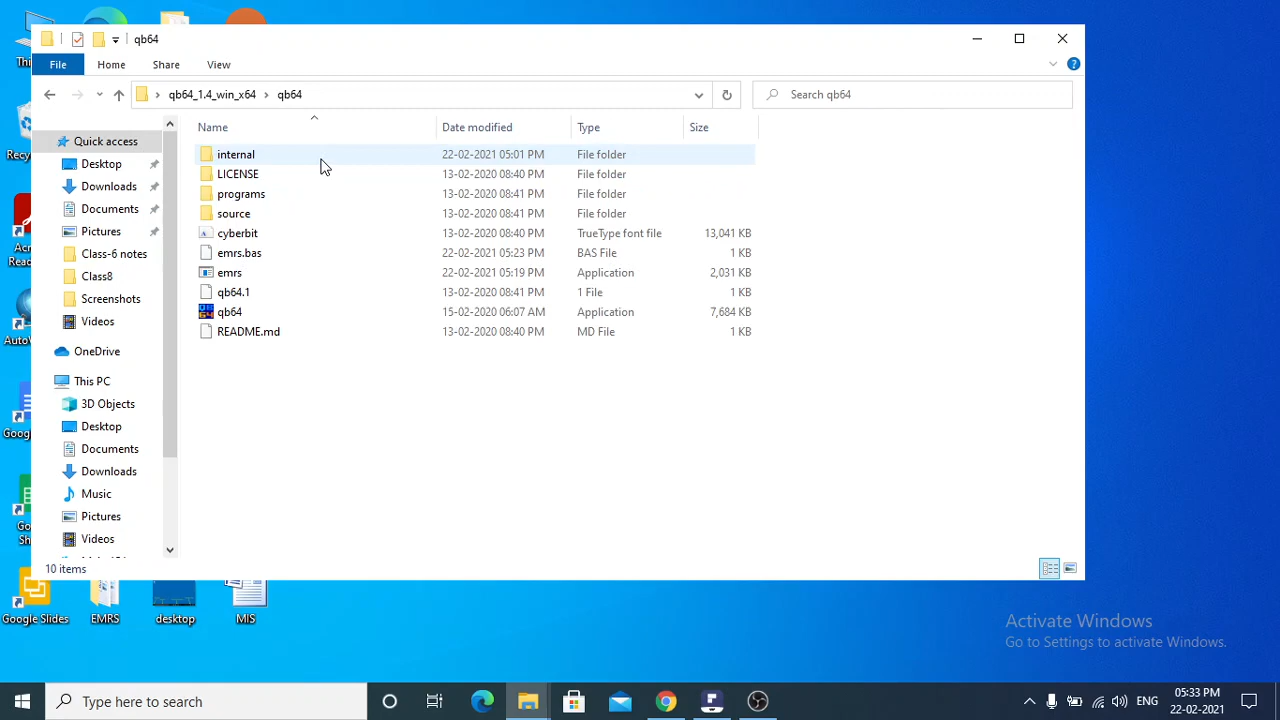 qb64
File Home Share View
qb64_1.4_win_x64 qb64 Search qb64
Name Date modified Type Size
Quick access
Desktop
Downloads
Documents
Pictures
Class-6 notes
Class8
Screenshots
Videos
OneDrive
This PC
3D Objects
Desktop
Documents
Downloads
Music
Pictures
Videos
internal 22-02-2021 05:01 PM File folder
LICENSE 13-02-2020 08:40 PM File folder
programs 13-02-2020 08:41 PM File folder
source 13-02-2020 08:41 PM File folder
cyberbit 13-02-2020 08:40 PM TrueType font file 13,041 KB
emrs.bas 22-02-2021 05:23 PM BAS File 1 KB
emrs 22-02-2021 05:19 PM Application 2,031 KB
qb64.1 13-02-2020 08:41 PM 1 File 1 KB
qb64 15-02-2020 06:07 AM Application 7,684 KB
README.md 13-02-2020 08:40 PM MD File 1 KB
10 items
Google Slides EMRS desktop MIS
Activate Windows
Go to Settings to activate Windows.
Type here to search
ENG
05:33 PM
22-02-2021